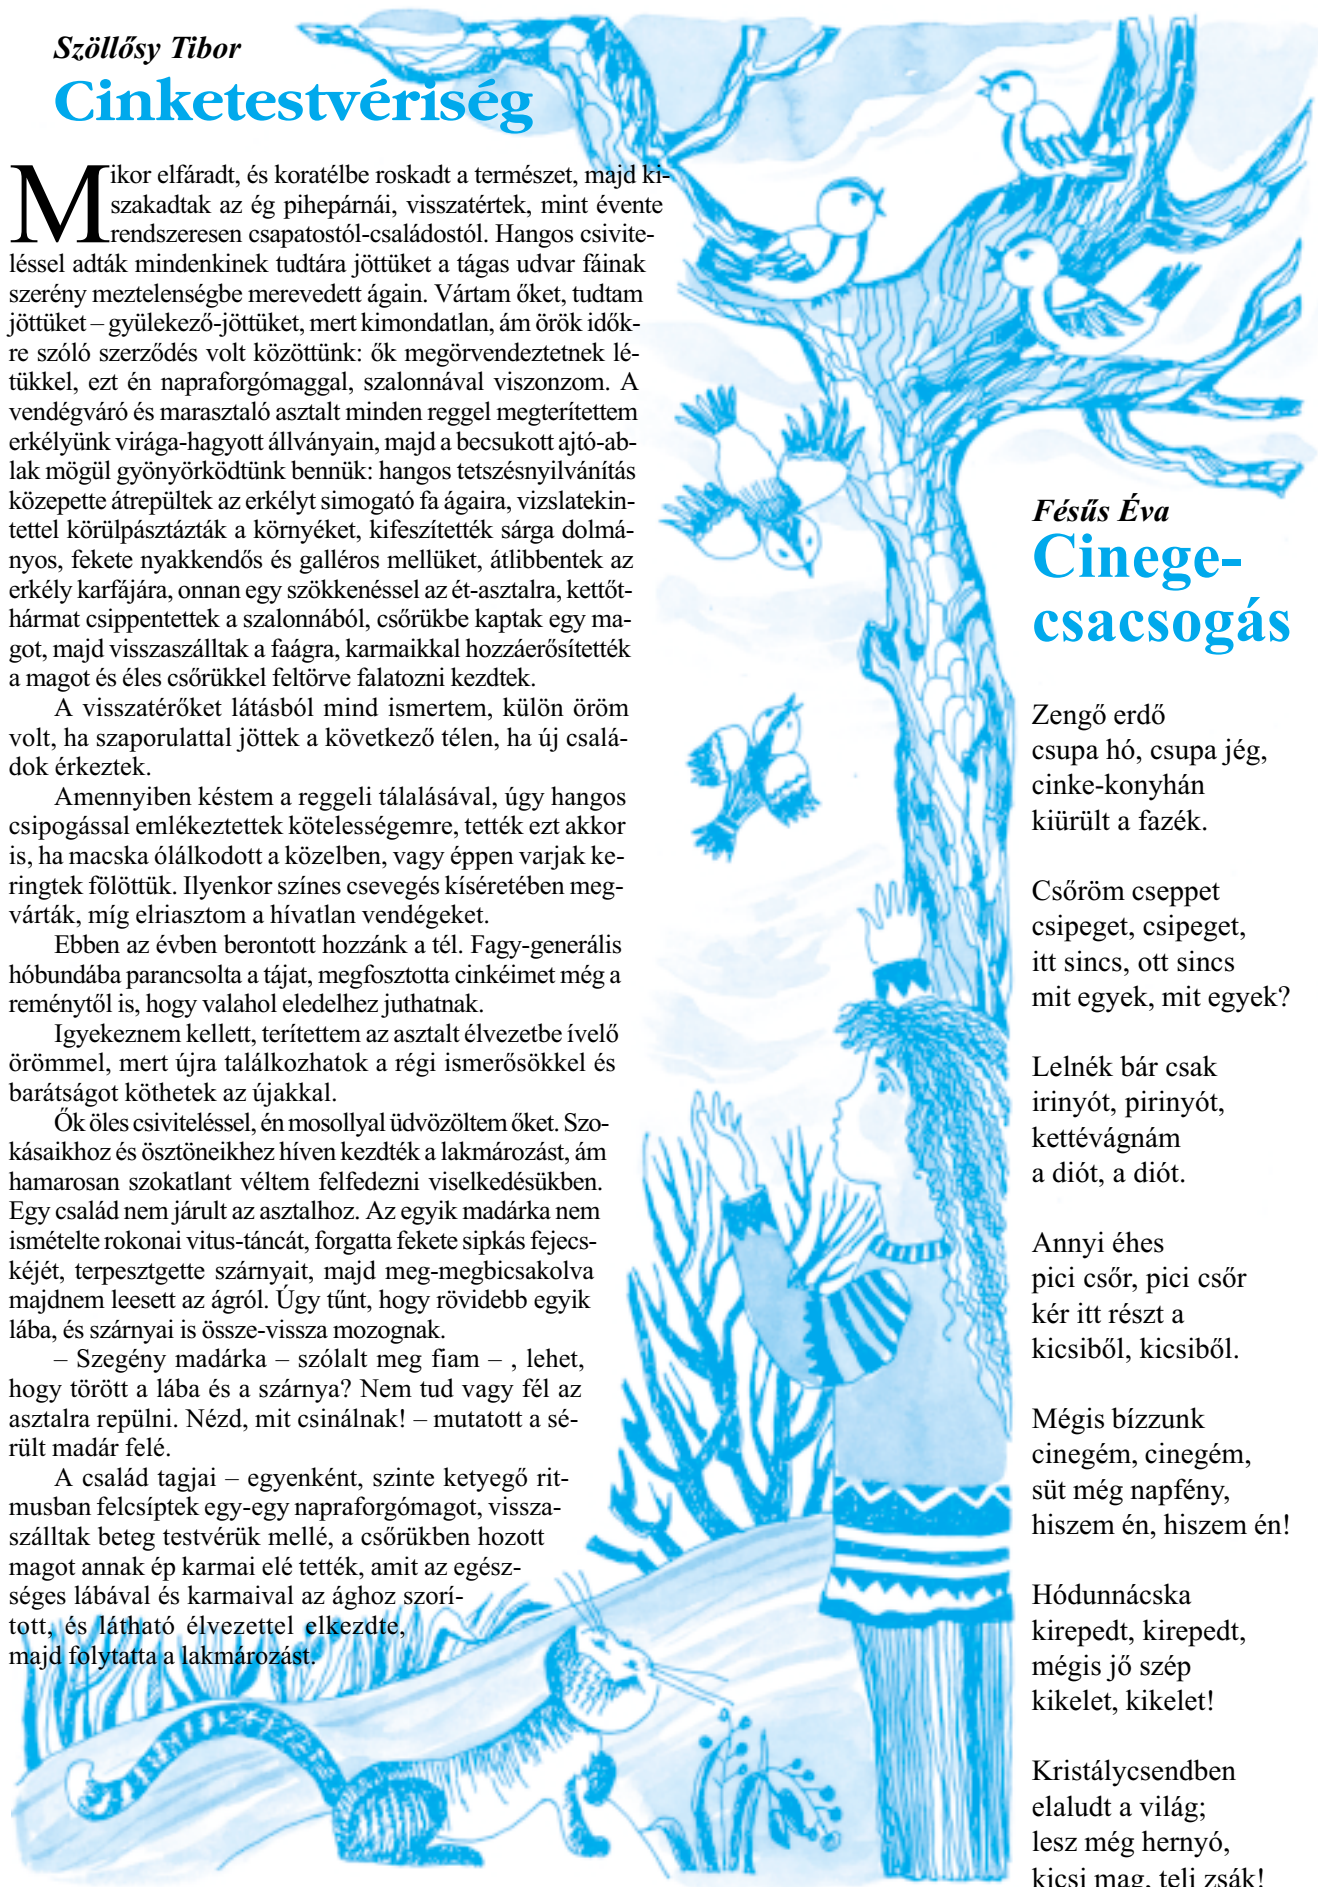 Szöllősy Tibor
Cinketestvériség
Mikor elfáradt, és koratélbe roskadt a természet, majd ki-
szakadtak az ég pihepárnái, visszatértek, mint évente
rendszeresen csapatostól-családostól. Hangos csivite-
léssel adták mindenkinek tudtára jöttüket a tágas udvar fáinak
szerény meztelenségbe merevedett ágain. Vártam őket, tudtam
jöttüket – gyülekező-jöttüket, mert kimondatlan, ám örök idők-
re szóló szerződés volt közöttünk: ők megörvendeztetnek lé-
tükkel, ezt én napraforgómaggal, szalonnával viszonzom. A
vendégváró és marasztaló asztalt minden reggel megterítettem
erkélyünk virága-hagyott állványain, majd a becsukott ajtó-ab-
lak mögül gyönyörködtünk bennük: hangos tetszésnyilvánítás
közepette átrepültek az erkélyt simogató fa ágaira, vizslatekin-
tettel körülpásztázták a környéket, kifeszítették sárga dolmá-
nyos, fekete nyakkendős és galléros mellüket, átlibbentek az
erkély karfájára, onnan egy szökkenéssel az ét-asztalra, kettőt-
hármat csippentettek a szalonnából, csőrükbe kaptak egy ma-
got, majd visszaszálltak a faágra, karmaikkal hozzáerősítették
a magot és éles csőrükkel feltörve falatozni kezdtek.
A visszatérőket látásból mind ismertem, külön öröm
volt, ha szaporulattal jöttek a következő télen, ha új csalá-
dok érkeztek.
Amennyiben késtem a reggeli tálalásával, úgy hangos
csipogással emlékeztettek kötelességemre, tették ezt akkor
is, ha macska ólálkodott a közelben, vagy éppen varjak ke-
ringtek fölöttük. Ilyenkor színes csevegés kíséretében meg-
várták, míg elriasztom a hívatlan vendégeket.
Ebben az évben berontott hozzánk a tél. Fagy-generális
hóbundába parancsolta a tájat, megfosztotta cinkéimet még a
reménytől is, hogy valahol eledelhez juthatnak.
Igyekeznem kellett, terítettem az asztalt élvezetbe ívelő
örömmel, mert újra találkozhatok a régi ismerősökkel és
barátságot köthetek az újakkal.
Ők öles csiviteléssel, én mosollyal üdvözöltem őket. Szo-
kásaikhoz és ösztöneikhez híven kezdték a lakmározást, ám
hamarosan szokatlant véltem felfedezni viselkedésükben.
Egy család nem járult az asztalhoz. Az egyik madárka nem
ismételte rokonai vitus-táncát, forgatta fekete sipkás fejecs-
kéjét, terpesztgette szárnyait, majd meg-megbicsakolva
majdnem leesett az ágról. Úgy tűnt, hogy rövidebb egyik
lába, és szárnyai is össze-vissza mozognak.
– Szegény madárka – szólalt meg fiam – , lehet,
hogy törött a lába és a szárnya? Nem tud vagy fél az
asztalra repülni. Nézd, mit csinálnak! – mutatott a sé-
rült madár felé.
A család tagjai – egyenként, szinte ketyegő rit-
musban felcsíptek egy-egy napraforgómagot, vissza-
szálltak beteg testvérük mellé, a csőrükben hozott
magot annak ép karmai elé tették, amit az egész-
séges lábával és karmaival az ághoz szorí-
tott, és látható élvezettel elkezdte,
majd folytatta a lakmározást.
Fésűs Éva
Cinege-
csacsogás
Zengő erdő
csupa hó, csupa jég,
cinke-konyhán
kiürült a fazék.
Csőröm cseppet
csipeget, csipeget,
itt sincs, ott sincs
mit egyek, mit egyek?
Lelnék bár csak
irinyót, pirinyót,
kettévágnám
a diót, a diót.
Annyi éhes
pici csőr, pici csőr
kér itt részt a
kicsiből, kicsiből.
Mégis bízzunk
cinegém, cinegém,
süt még napfény,
hiszem én, hiszem én!
Hódunnácska
kirepedt, kirepedt,
mégis jő szép
kikelet, kikelet!
Kristálycsendben
elaludt a világ;
lesz még hernyó,
kicsi mag, teli zsák!